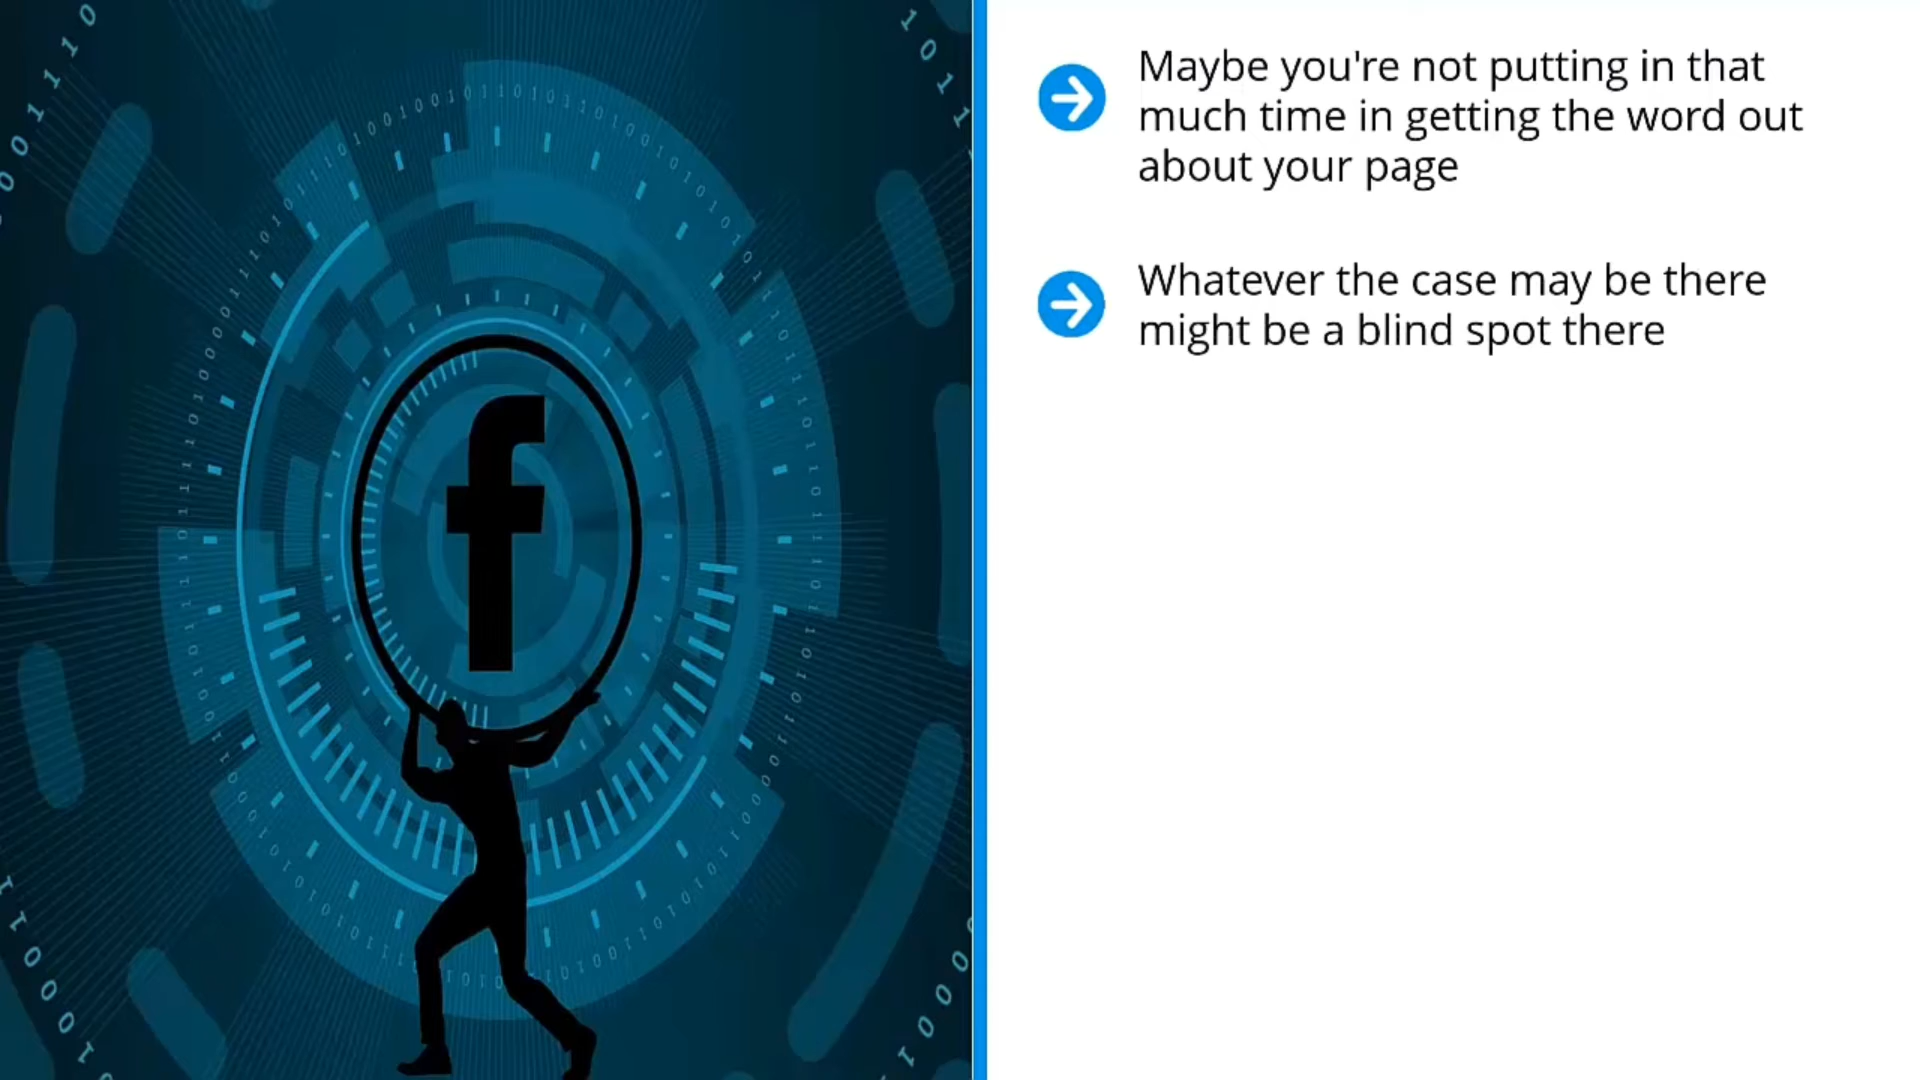 Maybe you're not putting in that
much time in getting the word out
about your page
Whatever the case may be there
might be a blind spot there
f